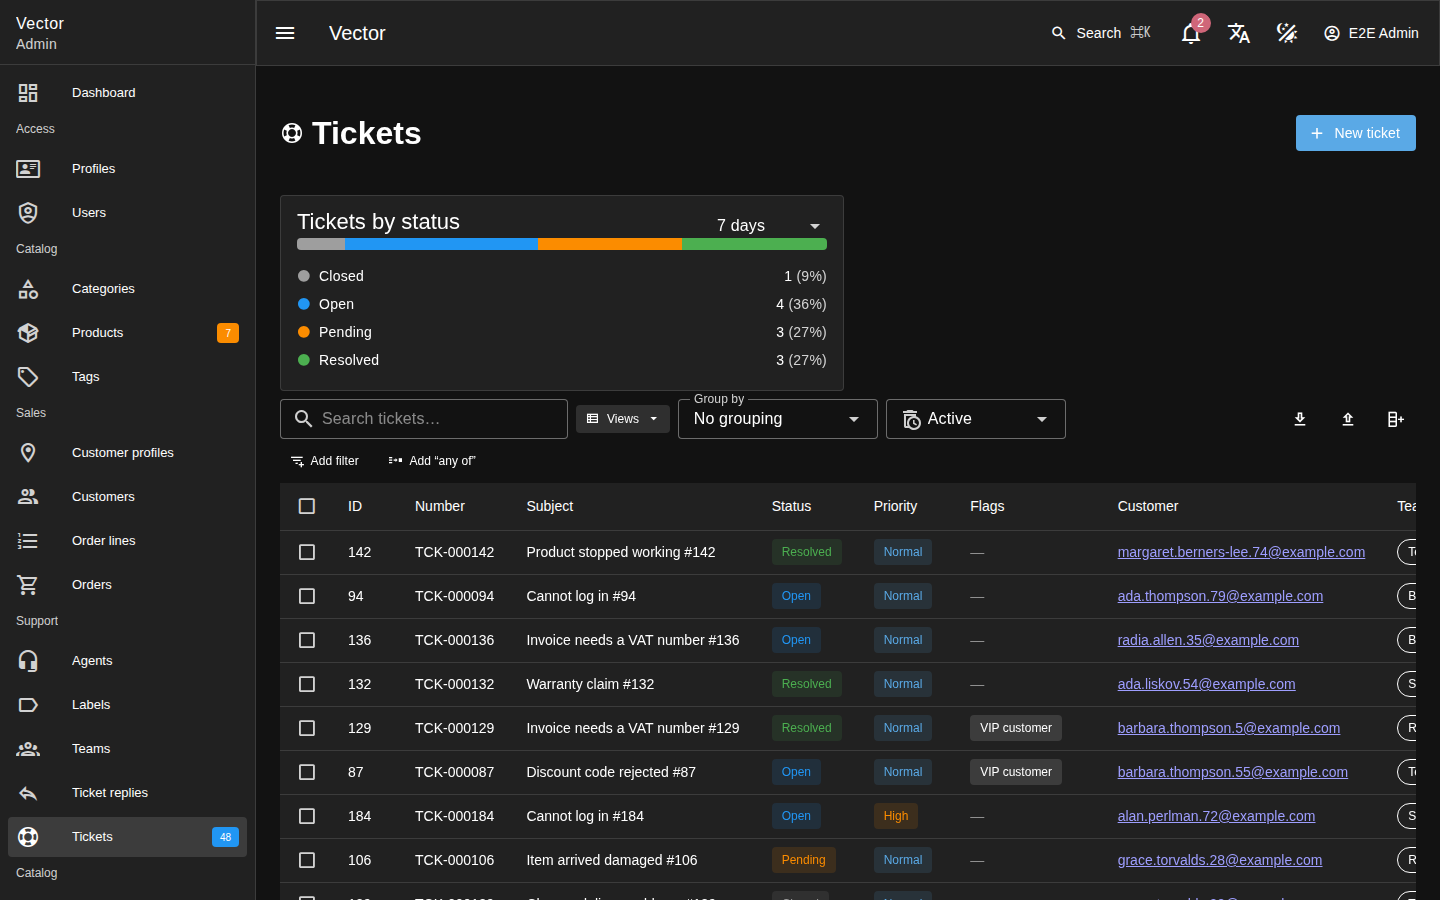 Vector
Admin
Dashboard
Access
Profiles
Users
Catalog
Categories
Products 7
Tags
Sales
Customer profiles
Customers
Order lines
Orders
Support
Agents
Labels
Teams
Ticket replies
Tickets 48
Catalog
Vector
Search ⌘K
2
E2E Admin
Tickets
New ticket
Tickets by status
7 days
Closed 1 (9%)
Open 4 (36%)
Pending 3 (27%)
Resolved 3 (27%)
Search tickets…
Views
Group by
No grouping
Active
Add filter
Add “any of”
ID Number Subject Status Priority Flags Customer
142 TCK-000142 Product stopped working #142 Resolved Normal — margaret.berners-lee.74@example.com
94 TCK-000094 Cannot log in #94 Open Normal — ada.thompson.79@example.com
136 TCK-000136 Invoice needs a VAT number #136 Open Normal — radia.allen.35@example.com
132 TCK-000132 Warranty claim #132 Resolved Normal — ada.liskov.54@example.com
129 TCK-000129 Invoice needs a VAT number #129 Resolved Normal VIP customer barbara.thompson.5@example.com
87 TCK-000087 Discount code rejected #87 Open Normal VIP customer barbara.thompson.55@example.com
184 TCK-000184 Cannot log in #184 Open High — alan.perlman.72@example.com
106 TCK-000106 Item arrived damaged #106 Pending Normal — grace.torvalds.28@example.com